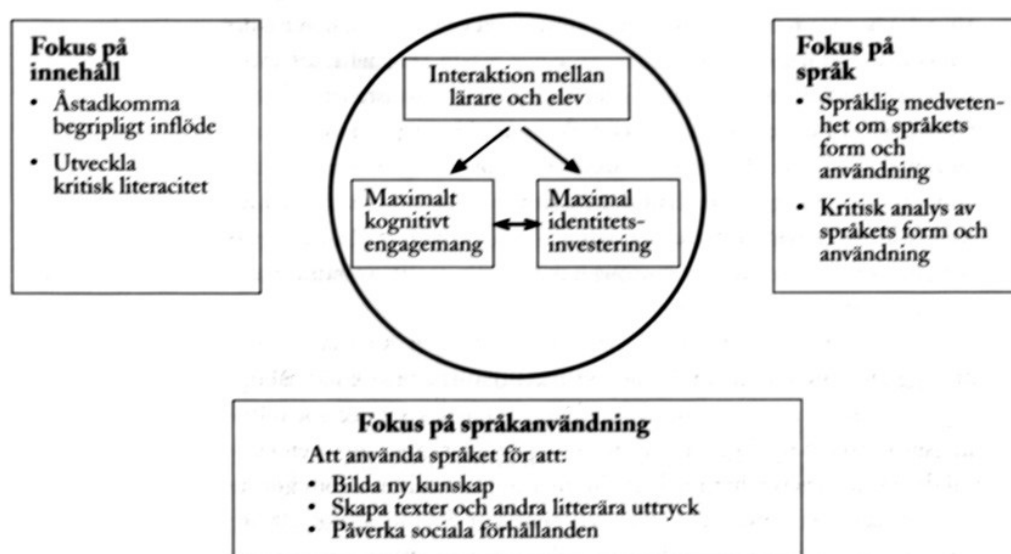 Fokus på
innehåll
• Åstadkomma
begripligt inflöde
• Utveckla
kritisk literacitet
Interaktion mellan
lärare och elev
Maximalt
kognitivt
engagemang
Maximal
identitets-
investering
Fokus på
språk
• Språklig medveten-
het om språkets
form och
användning
• Kritisk analys av
språkets form och
användning
Fokus på språkanvändning
Att använda språket för att:
• Bilda ny kunskap
• Skapa texter och andra litterära uttryck
• Påverka sociala förhållanden